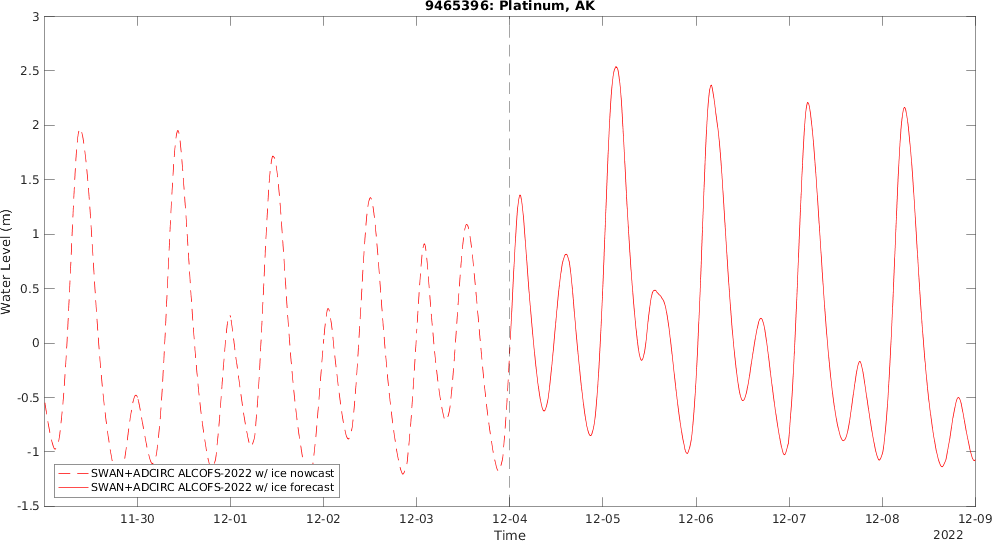 9465396: Platinum, AK
3
2.5
2
1.5
1
0.5
0
-0.5
-1
-1.5
Water Level (m)
SWAN+ADCIRC ALCOFS-2022 w/ ice nowcast
SWAN+ADCIRC ALCOFS-2022 w/ ice forecast
11-30 12-01 12-02 12-03 12-04 12-05 12-06 12-07 12-08 12-09
Time
2022